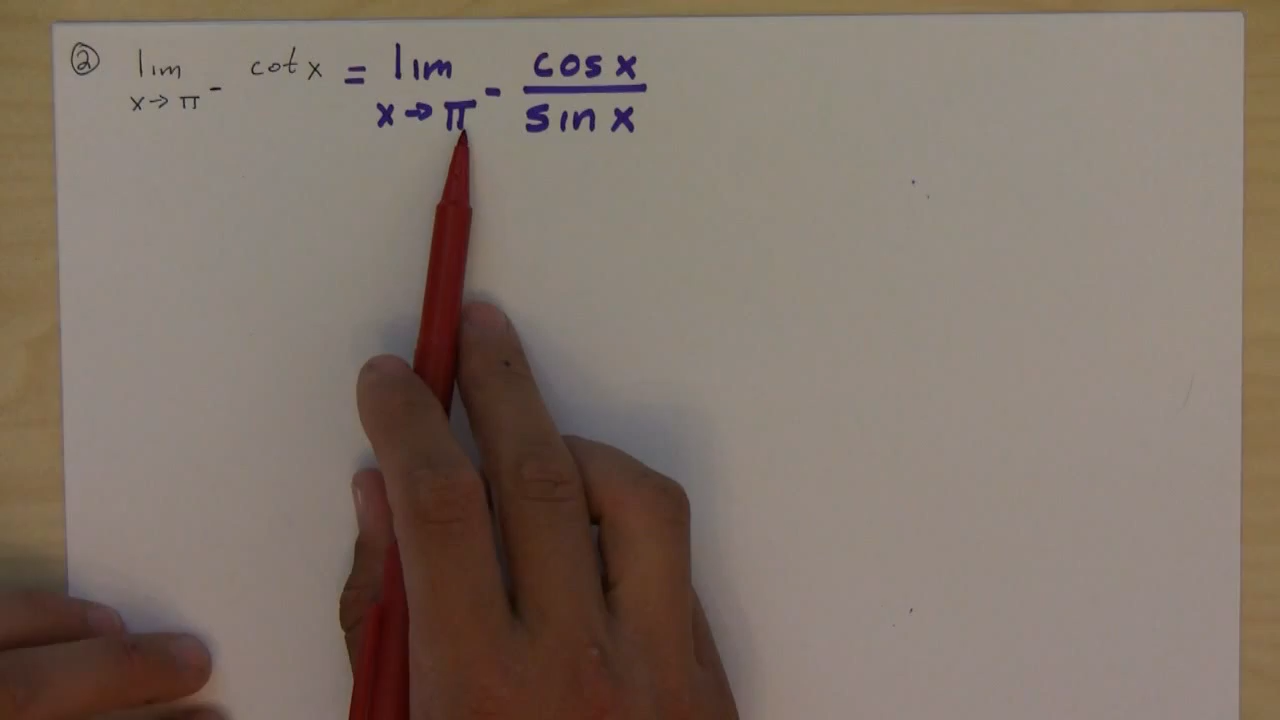 ② lim x→π⁻ cot x = lim x→π⁻ cos x / sin x